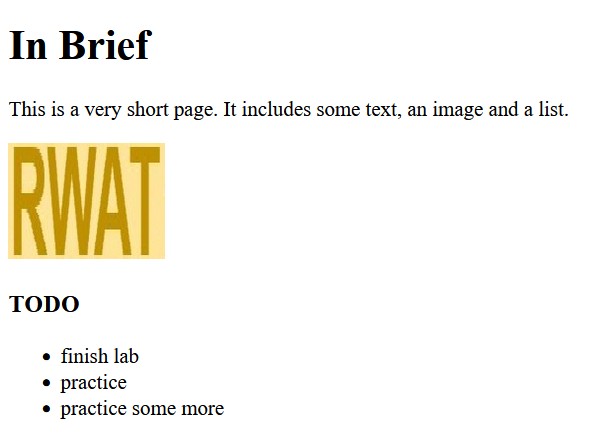 In Brief
This is a very short page. It includes some text, an image and a list.
RWAT
TODO
• finish lab
• practice
• practice some more